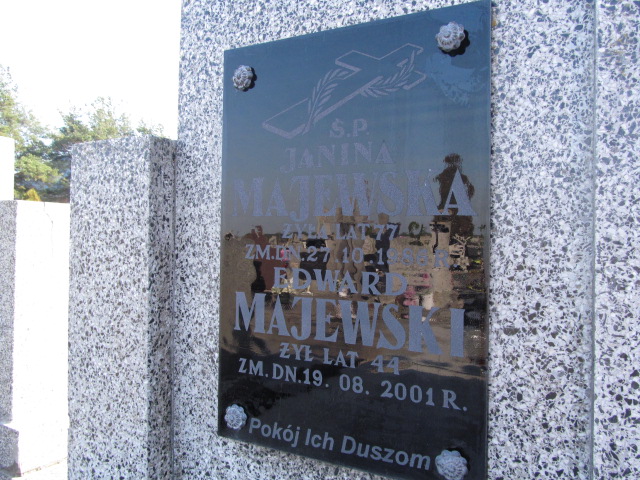 Ś.P.
JANINA
MAJEWSKA
ŻYŁA LAT 77
ZM.DN.27.10.1998 R.
EDWARD
MAJEWSKI
ŻYŁ LAT 44
ZM.DN.19.08.2001 R.
Pokój Ich Duszom